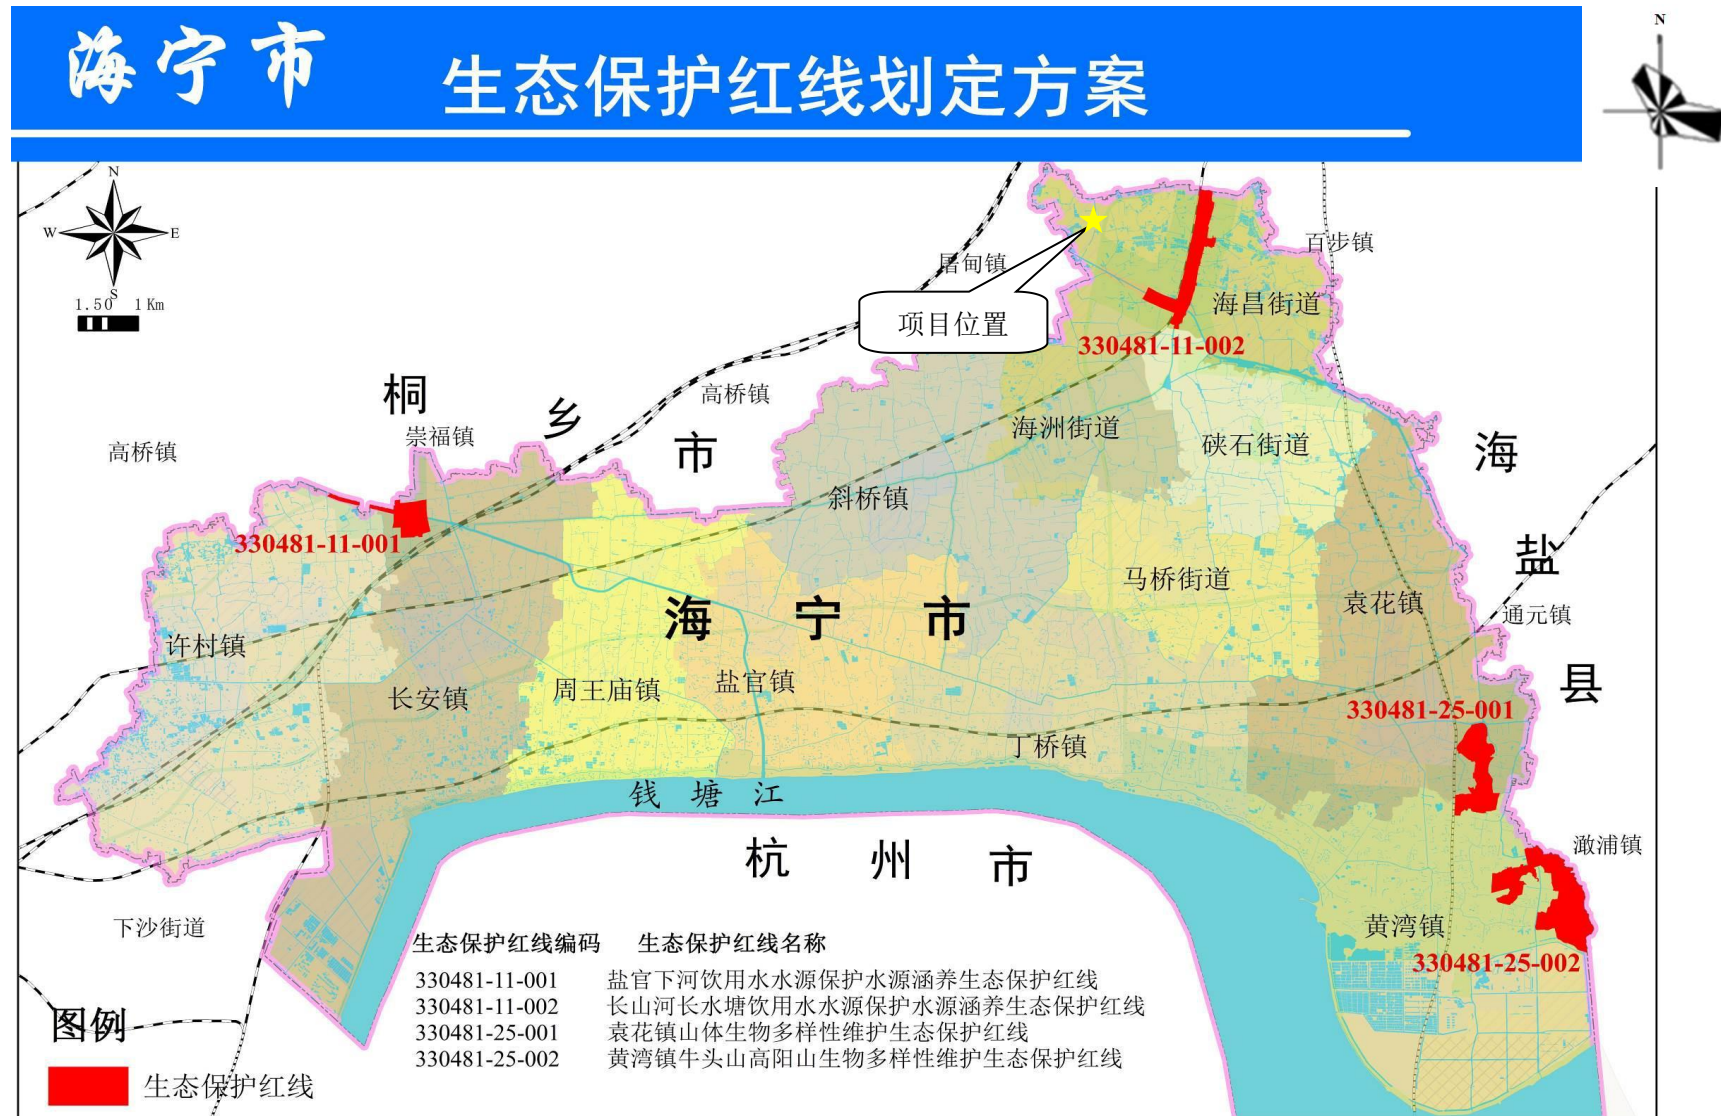 海宁市 生态保护红线划定方案
N
N
W E
S
1.50 1 Km
百步镇
屠甸镇
海昌街道
项目位置
330481-11-002
桐 乡 市
高桥镇
崇福镇
海洲街道
硖石街道
海 盐 县
高桥镇
斜桥镇
330481-11-001
马桥街道
袁花镇
通元镇
海 宁 市
许村镇
长安镇
周王庙镇
盐官镇
330481-25-001
丁桥镇
钱 塘 江
杭 州 市
澉浦镇
下沙街道
黄湾镇
330481-25-002
生态保护红线编码 生态保护红线名称
330481-11-001 盐官下河饮用水水源保护水源涵养生态保护红线
330481-11-002 长山河长水塘饮用水水源保护水源涵养生态保护红线
330481-25-001 袁花镇山体生物多样性维护生态保护红线
330481-25-002 黄湾镇牛头山高阳山生物多样性维护生态保护红线
图例
生态保护红线